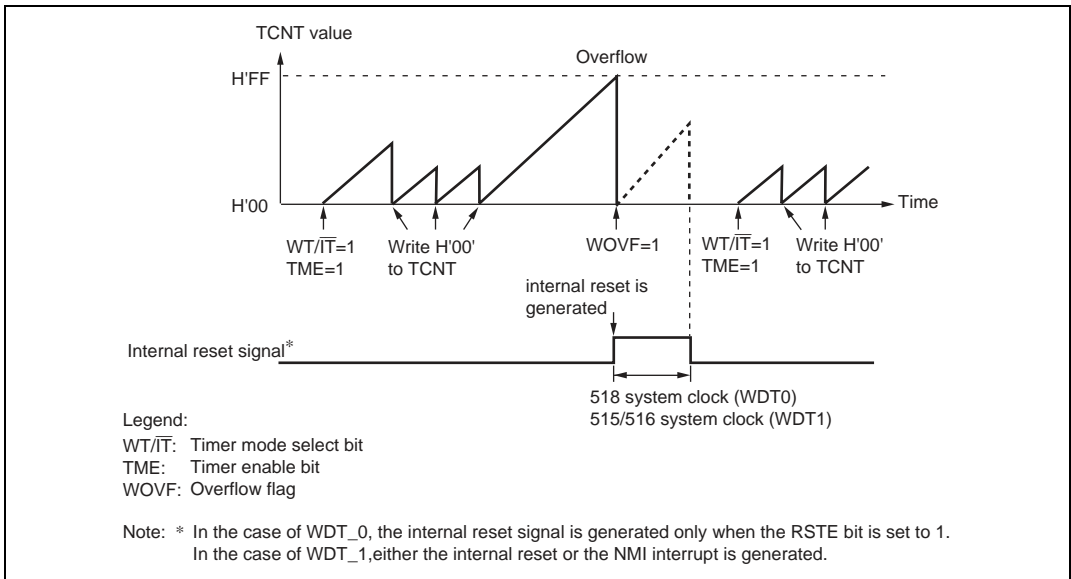 TCNT value
Overflow
H'FF
H'00
Time
WT/IT=1
TME=1
Write H'00'
to TCNT
WOVF=1
WT/IT=1
TME=1
Write H'00'
to TCNT
internal reset is
generated
Internal reset signal*
518 system clock (WDT0)
515/516 system clock (WDT1)
Legend:
WT/IT: Timer mode select bit
TME: Timer enable bit
WOVF: Overflow flag
Note: * In the case of WDT_0, the internal reset signal is generated only when the RSTE bit is set to 1.
In the case of WDT_1,either the internal reset or the NMI interrupt is generated.